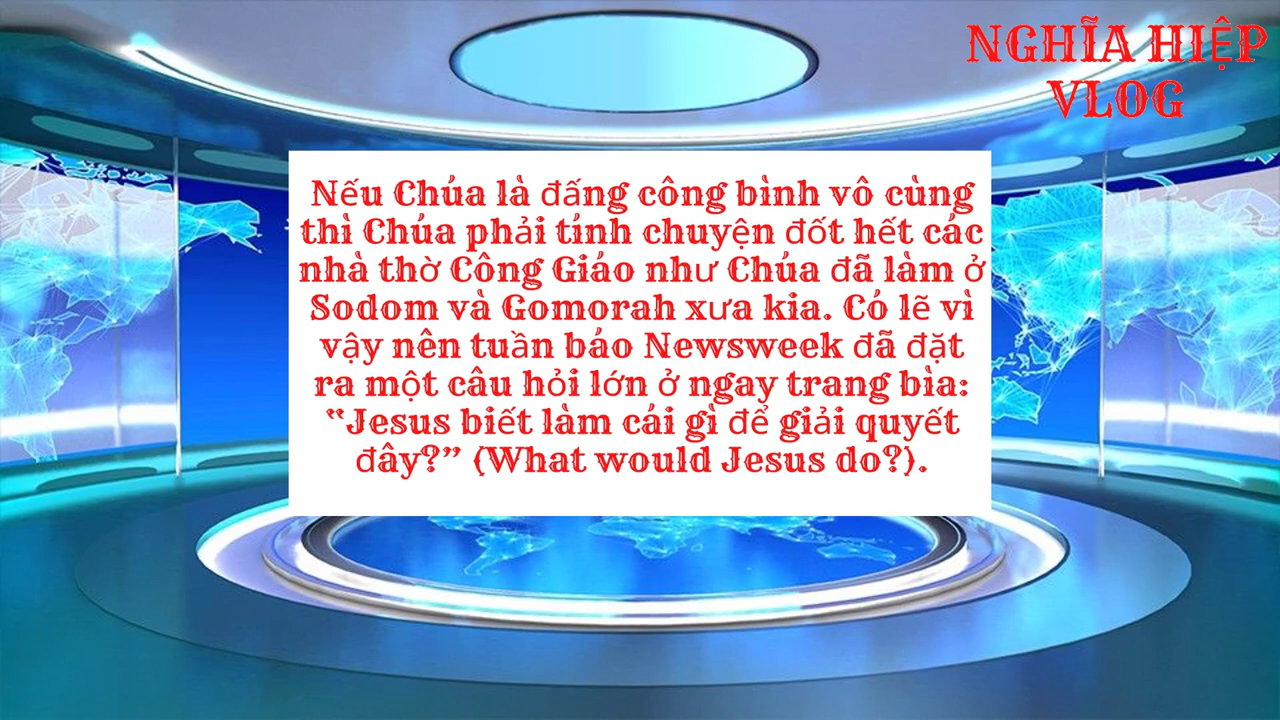 NGHĨA HIỆP
VLOG
Nếu Chúa là đấng công bình vô cùng
thì Chúa phải tính chuyện đốt hết các
nhà thờ Công Giáo như Chúa đã làm ở
Sodom và Gomorah xưa kia. Có lẽ vì
vậy nên tuần báo Newsweek đã đặt
ra một câu hỏi lớn ở ngay trang bìa:
“Jesus biết làm cái gì để giải quyết
đây?” (What would Jesus do?).